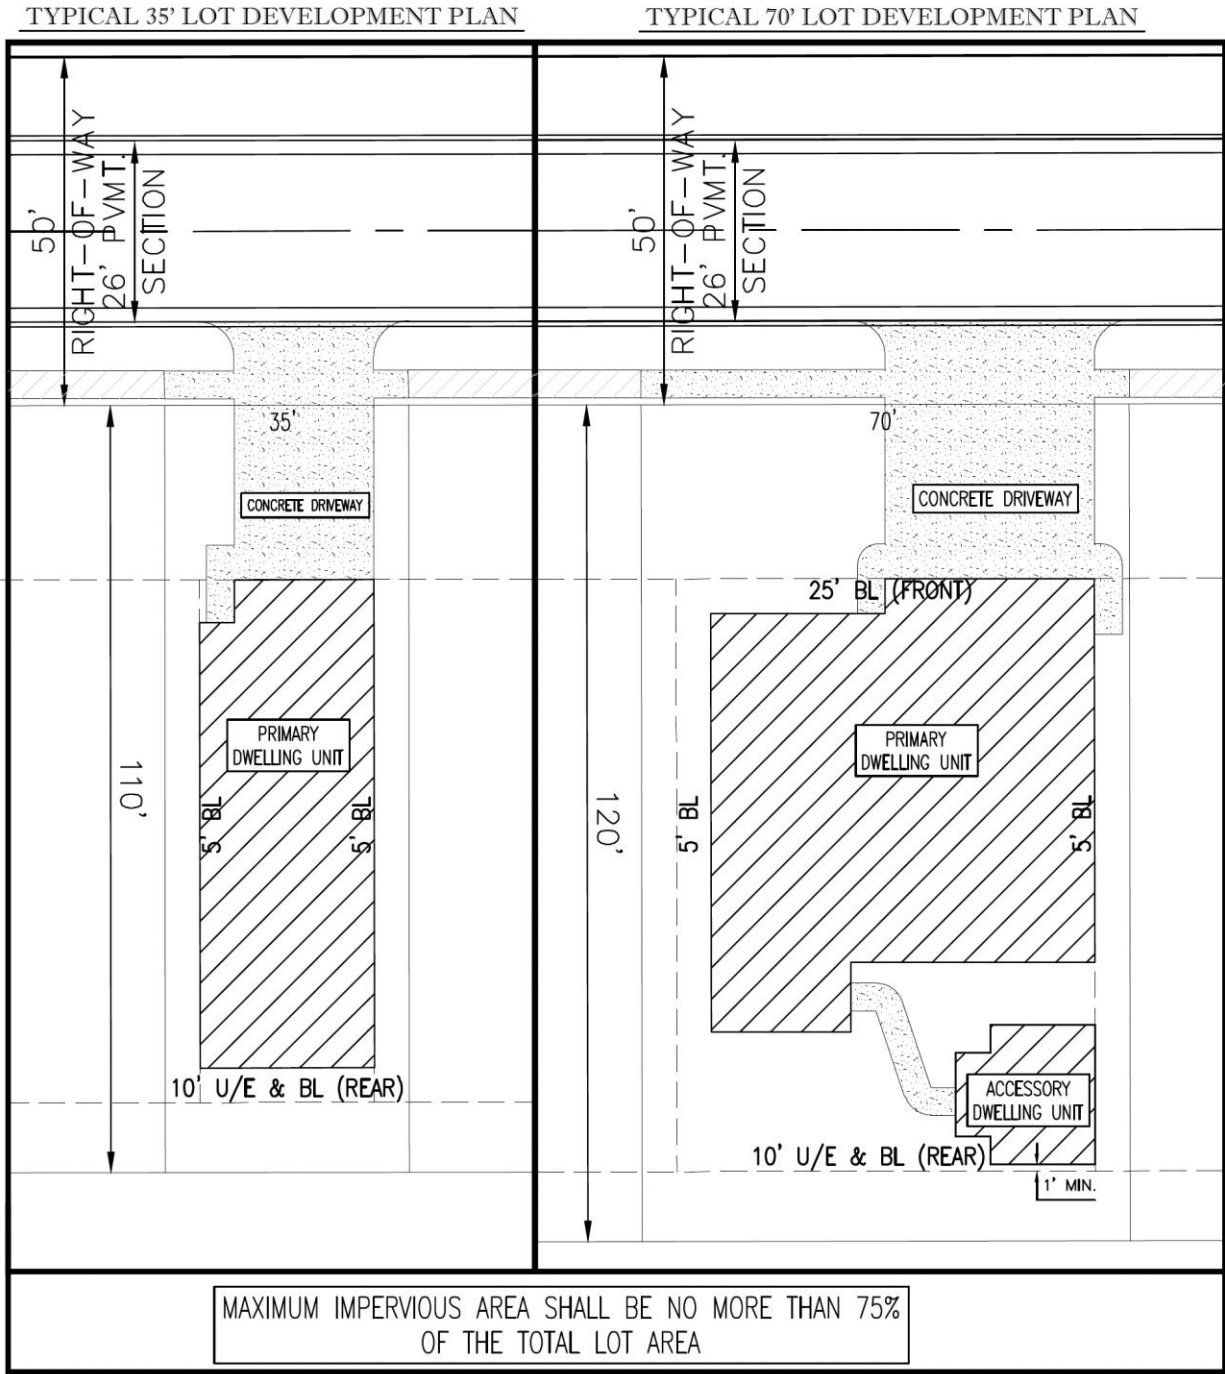 TYPICAL 35' LOT DEVELOPMENT PLAN
50'
RIGHT-OF-WAY
26' PVMT.
SECTION
35'
CONCRETE DRIVEWAY
110'
PRIMARY
DWELLING UNIT
5' BL
5' BL
10' U/E & BL (REAR)
TYPICAL 70' LOT DEVELOPMENT PLAN
50'
RIGHT-OF-WAY
26' PVMT.
SECTION
70'
CONCRETE DRIVEWAY
25' BL (FRONT)
120'
PRIMARY
DWELLING UNIT
5' BL
5' BL
ACCESSORY
DWELLING UNIT
10' U/E & BL (REAR)
1' MIN.
MAXIMUM IMPERVIOUS AREA SHALL BE NO MORE THAN 75%
OF THE TOTAL LOT AREA